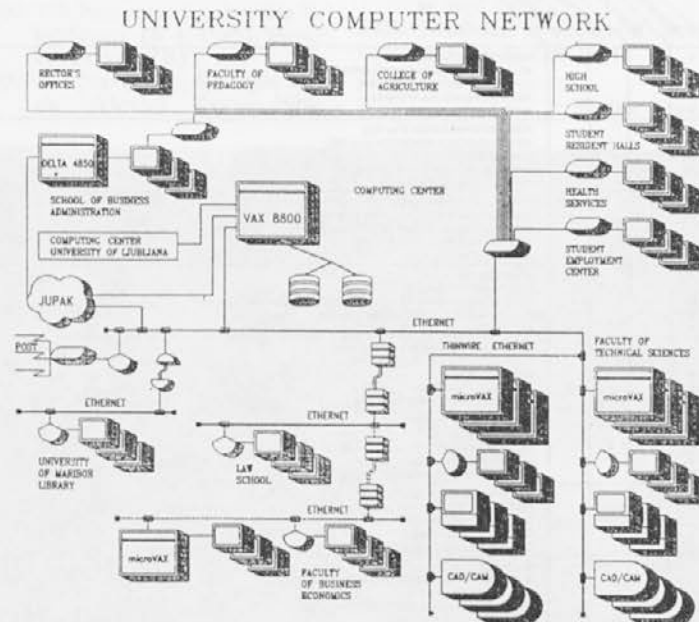 UNIVERSITY COMPUTER NETWORK
RECTOR'S
OFFICES
FACULTY OF
PEDAGOGY
COLLEGE OF
AGRICULTURE
HIGH
SCHOOL
STUDENT
RESIDENT HALLS
DELTA 4850
SCHOOL OF BUSINESS
ADMINISTRATION
COMPUTING CENTER
VAX 8800
HEALTH
SERVICES
COMPUTING CENTER
UNIVERSITY OF LJUBLJANA
STUDENT
EMPLOYMENT
CENTER
JUPAK
ETHERNET
POST
THINWIRE ETHERNET
FACULTY OF
TECHNICAL SCIENCES
ETHERNET
ETHERNET
microVAX
microVAX
UNIVERSITY
OF MARIBOR
LIBRARY
LAW
SCHOOL
ETHERNET
microVAX
FACULTY
OF BUSINESS
ECONOMICS
CAD/CAM
CAD/CAM